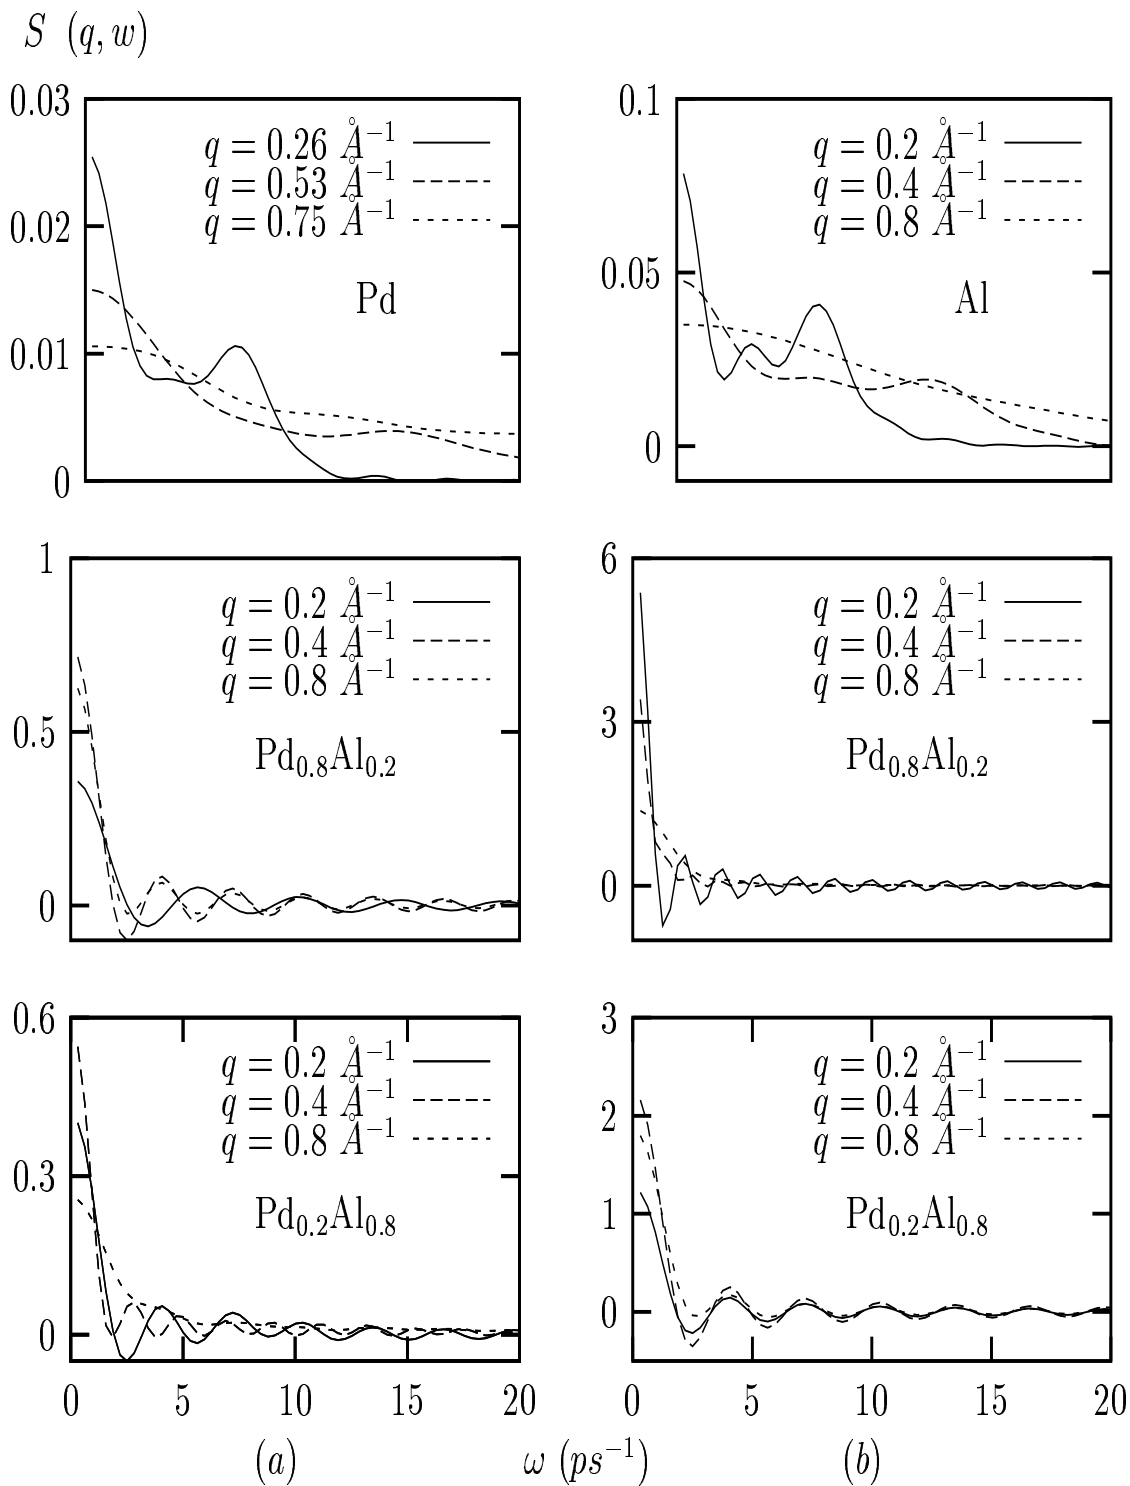 S (q, w)
0.03
0.02
0.01
0
q = 0.26 Å⁻¹
q = 0.53 Å⁻¹
q = 0.75 Å⁻¹
Pd
0.1
0.05
0
q = 0.2 Å⁻¹
q = 0.4 Å⁻¹
q = 0.8 Å⁻¹
Al
1
0.5
0
q = 0.2 Å⁻¹
q = 0.4 Å⁻¹
q = 0.8 Å⁻¹
Pd₀.₈Al₀.₂
6
3
0
q = 0.2 Å⁻¹
q = 0.4 Å⁻¹
q = 0.8 Å⁻¹
Pd₀.₈Al₀.₂
0.6
0.3
0
q = 0.2 Å⁻¹
q = 0.4 Å⁻¹
q = 0.8 Å⁻¹
Pd₀.₂Al₀.₈
0 5 10 15 20
3
2
1
0
q = 0.2 Å⁻¹
q = 0.4 Å⁻¹
q = 0.8 Å⁻¹
Pd₀.₂Al₀.₈
0 5 10 15 20
(a) ω (ps⁻¹) (b)